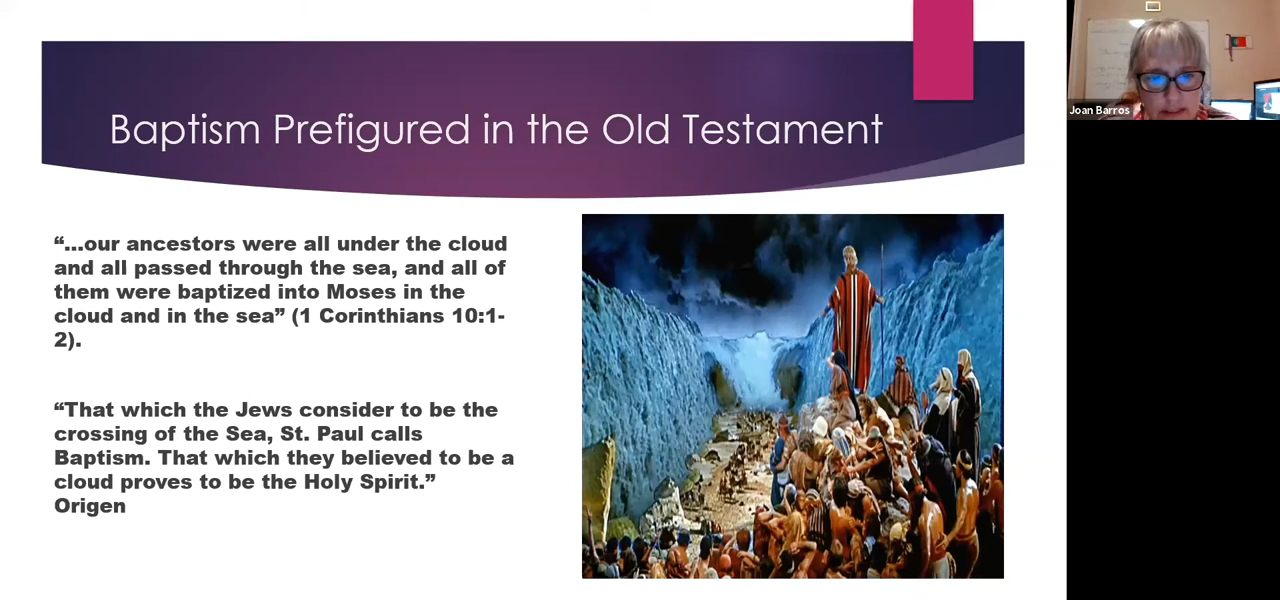 Baptism Prefigured in the Old Testament
“...our ancestors were all under the cloud
and all passed through the sea, and all of
them were baptized into Moses in the
cloud and in the sea” (1 Corinthians 10:1-
2).
“That which the Jews consider to be the
crossing of the Sea, St. Paul calls
Baptism. That which they believed to be a
cloud proves to be the Holy Spirit.”
Origen
Joan Barros